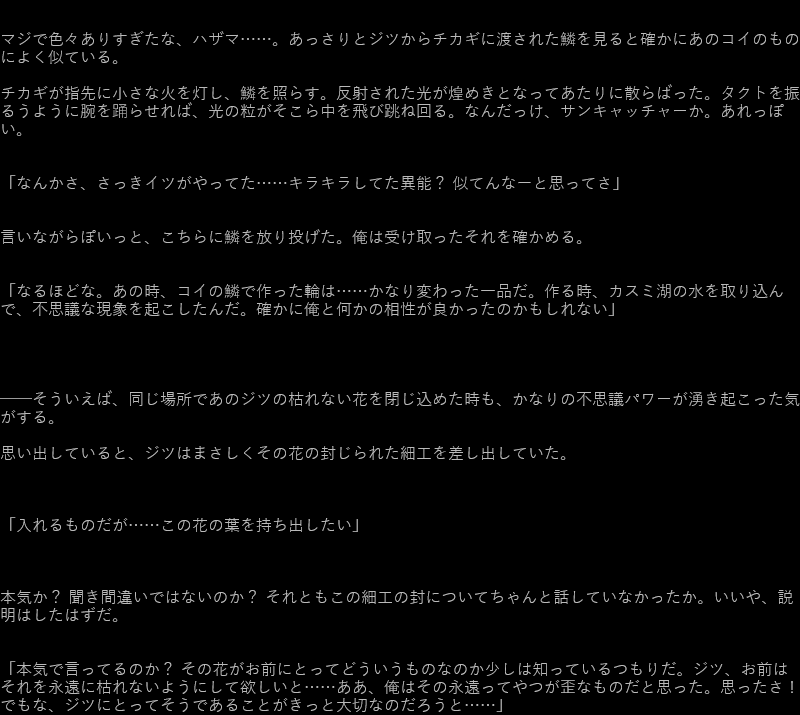 マジで色々ありすぎたな、ハザマ……。あっさりとジツからチカギに渡された鱗を見ると確かにあのコイのもの
によく似ている。
チカギが指先に小さな火を灯し、鱗を照らす。反射された光が煌めきとなってあたりに散らばった。タクトを振
るうように腕を踊らせれば、光の粒がそこら中を飛び跳ね回る。なんだっけ、サンキャッチャーか。あれっぽ
い。
「なんかさ、さっきイツがやってた……キラキラしてた異能？ 似てんなーと思ってさ」
言いながらぽいっと、こちらに鱗を放り投げた。俺は受け取ったそれを確かめる。
「なるほどな。あの時、コイの鱗で作った輪は……かなり変わった一品だ。作る時、カスミ湖の水を取り込ん
で、不思議な現象を起こしたんだ。確かに俺と何かの相性が良かったのかもしれない」
――そういえば、同じ場所であのジツの枯れない花を閉じ込めた時も、かなりの不思議パワーが湧き起こった気
がする。
思い出していると、ジツはまさしくその花の封じられた細工を差し出していた。
「入れるものだが……この花の葉を持ち出したい」
本気か？ 聞き間違いではないのか？ それともこの細工の封についてちゃんと話していなかったか。いいや、説
明はしたはずだ。
「本気で言ってるのか？ その花がお前にとってどういうものなのか少しは知っているつもりだ。ジツ、お前は
それを永遠に枯れないようにして欲しいと……ああ、俺はその永遠ってやつが歪なものだと思った。思ったさ！
でもな、ジツにとってそうであることがきっと大切なのだろうと……」